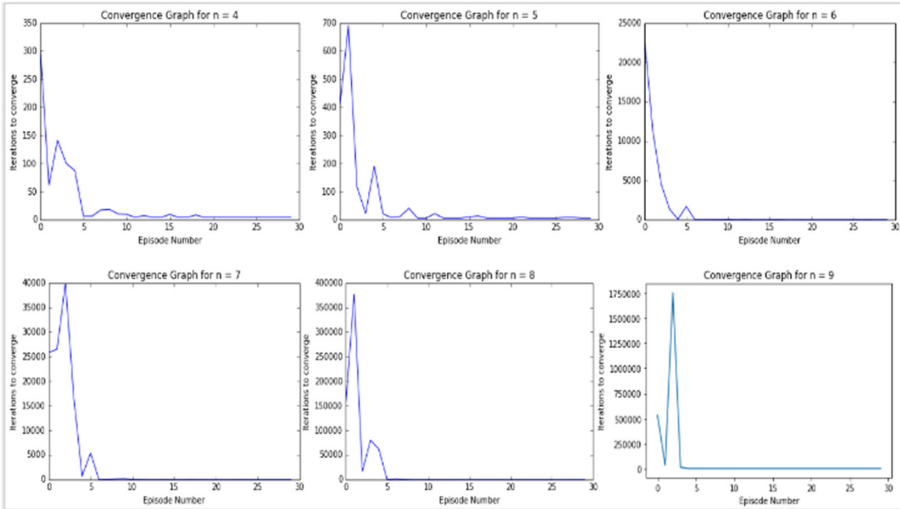 Convergence Graph for n = 4
Iterations to converge
350
300
250
200
150
100
50
0
0 5 10 15 20 25 30
Episode Number
Convergence Graph for n = 5
Iterations to converge
700
600
500
400
300
200
100
0
0 5 10 15 20 25 30
Episode Number
Convergence Graph for n = 6
Iterations to converge
25000
20000
15000
10000
5000
0
0 5 10 15 20 25 30
Episode Number
Convergence Graph for n = 7
Iterations to converge
40000
35000
30000
25000
20000
15000
10000
5000
0
0 5 10 15 20 25 30
Episode Number
Convergence Graph for n = 8
Iterations to converge
400000
350000
300000
250000
200000
150000
100000
50000
0
0 5 10 15 20 25 30
Episode Number
Convergence Graph for n = 9
Iterations to converge
1750000
1500000
1250000
1000000
750000
500000
250000
0
0 5 10 15 20 25 30
Episode Number